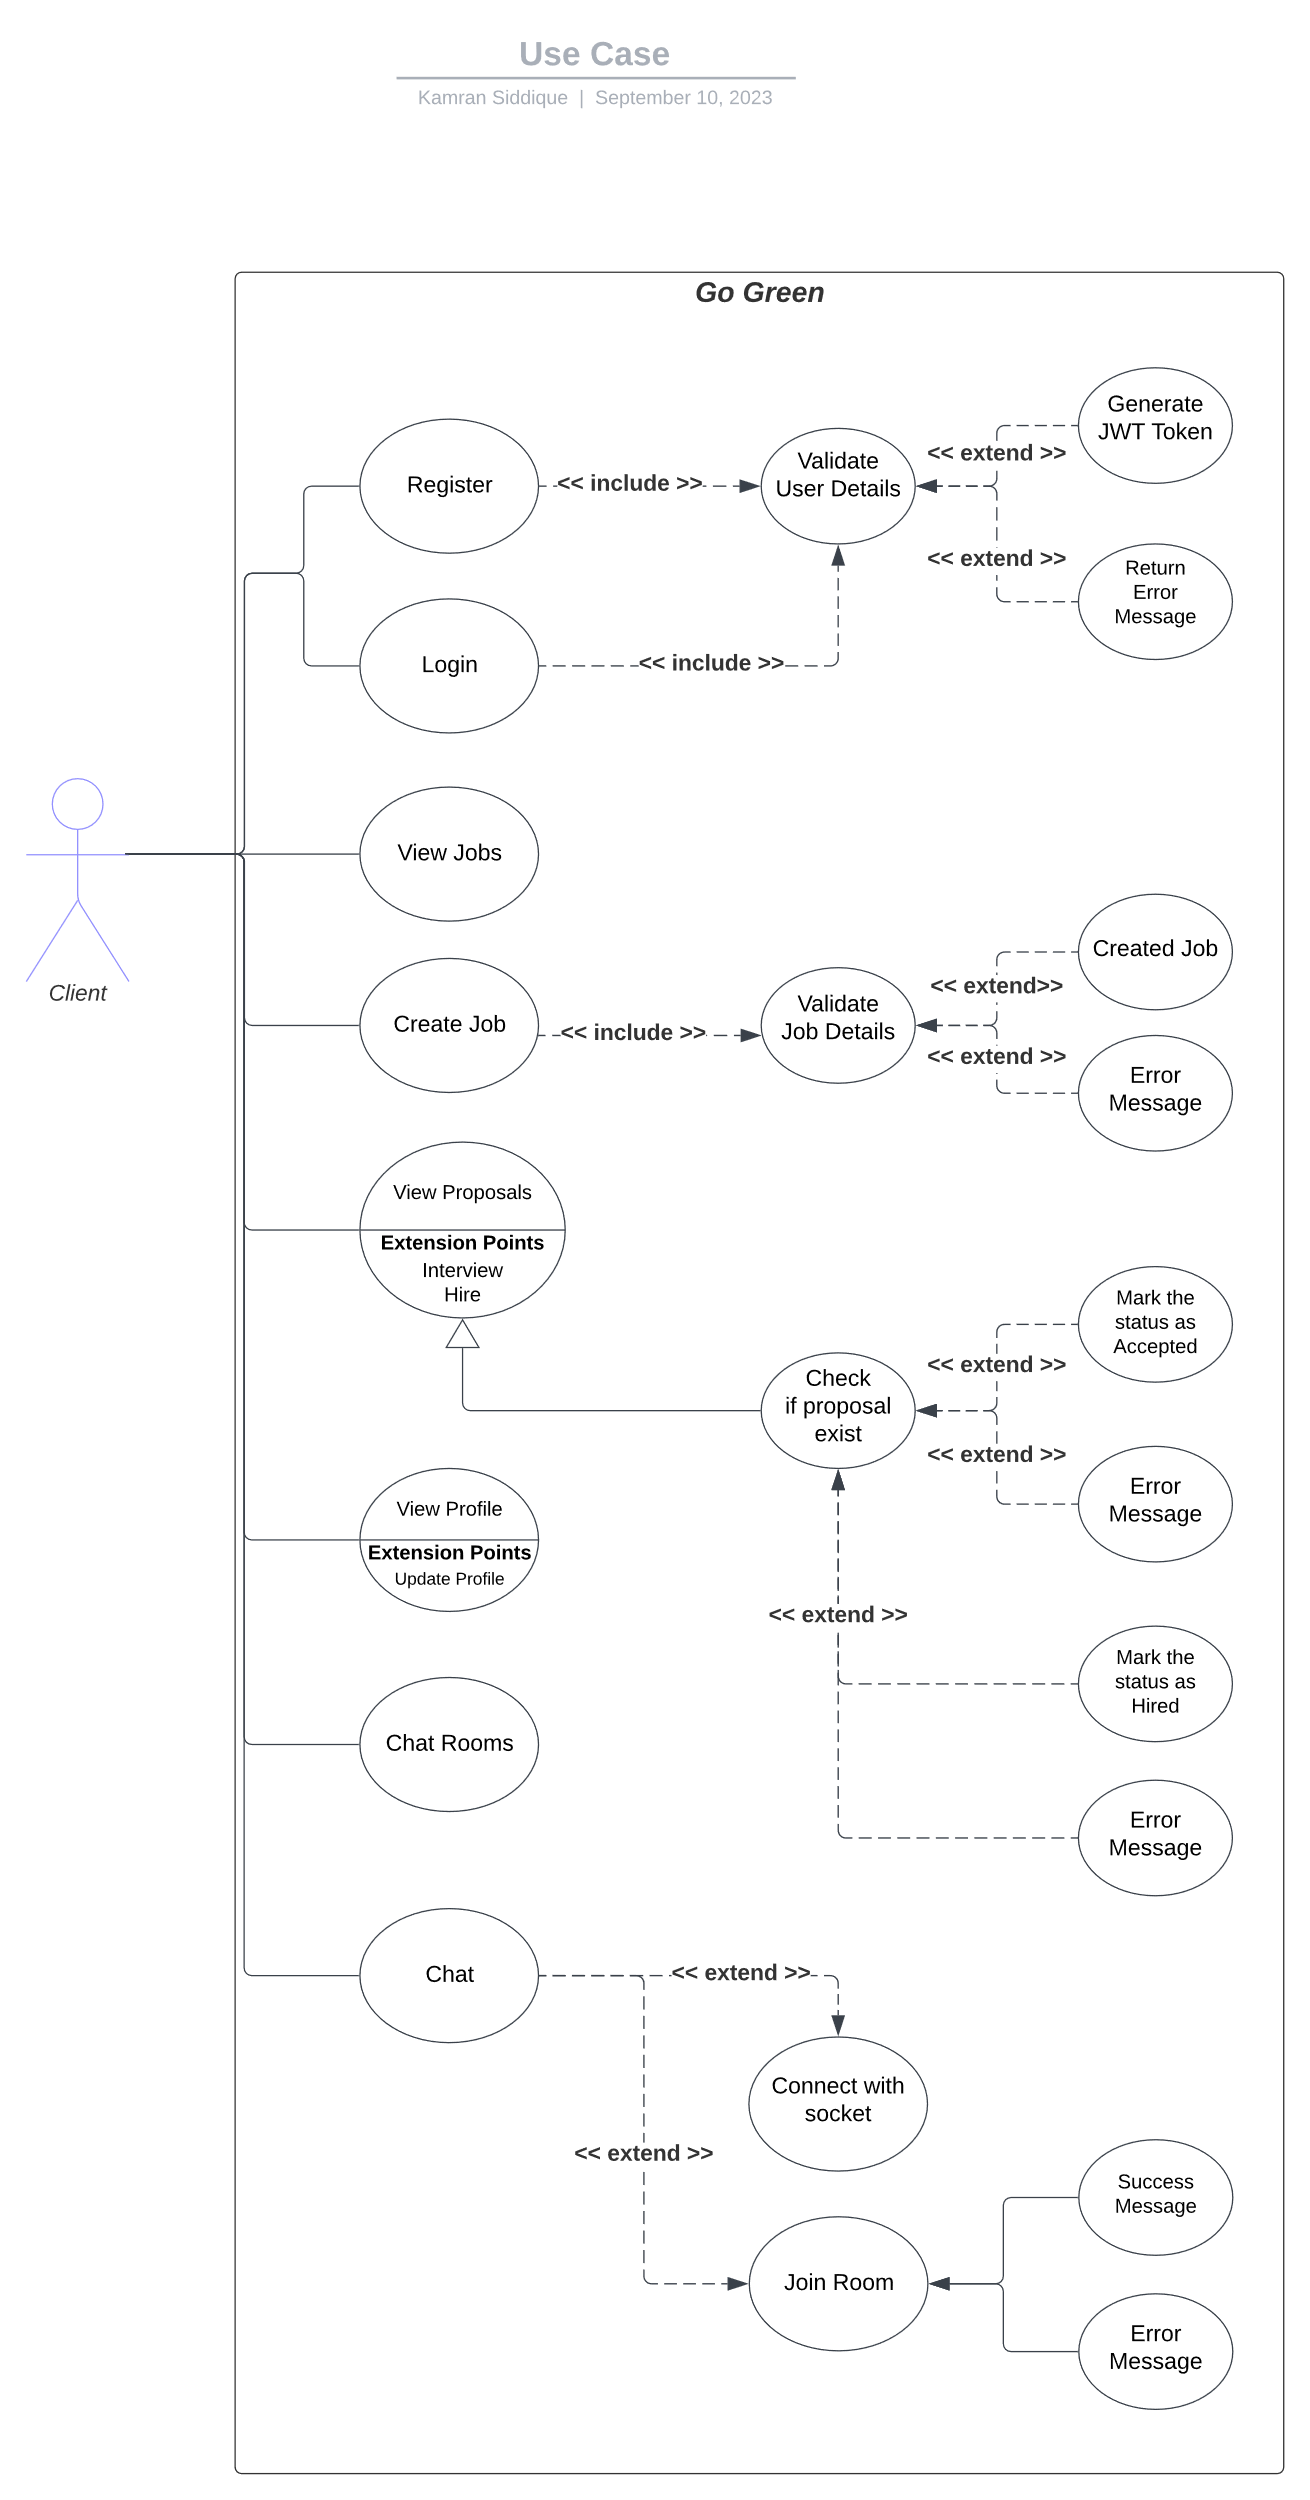 Use Case
Kamran Siddique | September 10, 2023
Go Green
Generate
JWT Token
<< extend >>
Register
<< include >>
Validate
User Details
<< extend >>
Return
Error
Message
Login
<< include >>
View Jobs
Client
Created Job
<< extend>>
Create Job
<< include >>
Validate
Job Details
<< extend >>
Error
Message
View Proposals
Extension Points
Interview
Hire
Mark the
status as
Accepted
<< extend >>
Check
if proposal
exist
<< extend >>
Error
Message
View Profile
Extension Points
Update Profile
<< extend >>
Mark the
status as
Hired
Chat Rooms
Error
Message
Chat
<< extend >>
Connect with
socket
<< extend >>
Success
Message
Join Room
Error
Message